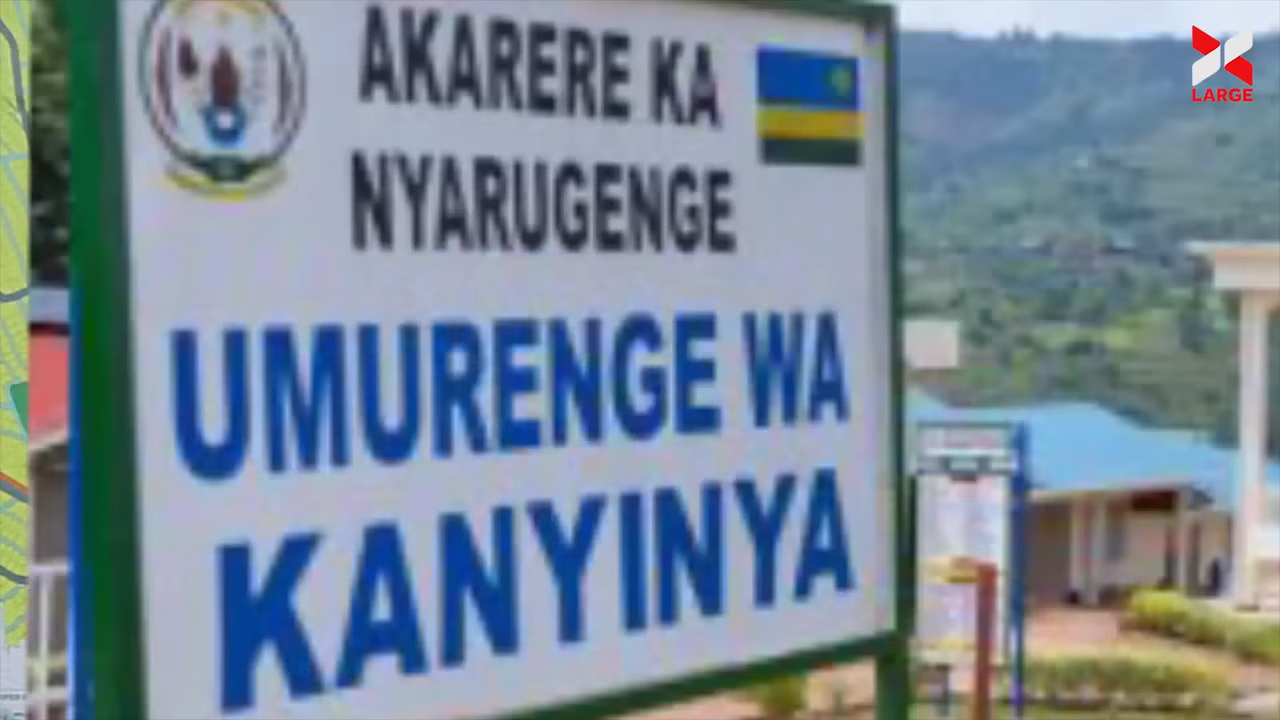 AKARERE KA
NYARUGENGE
UMURENGE WA
KANYINYA
LARGE